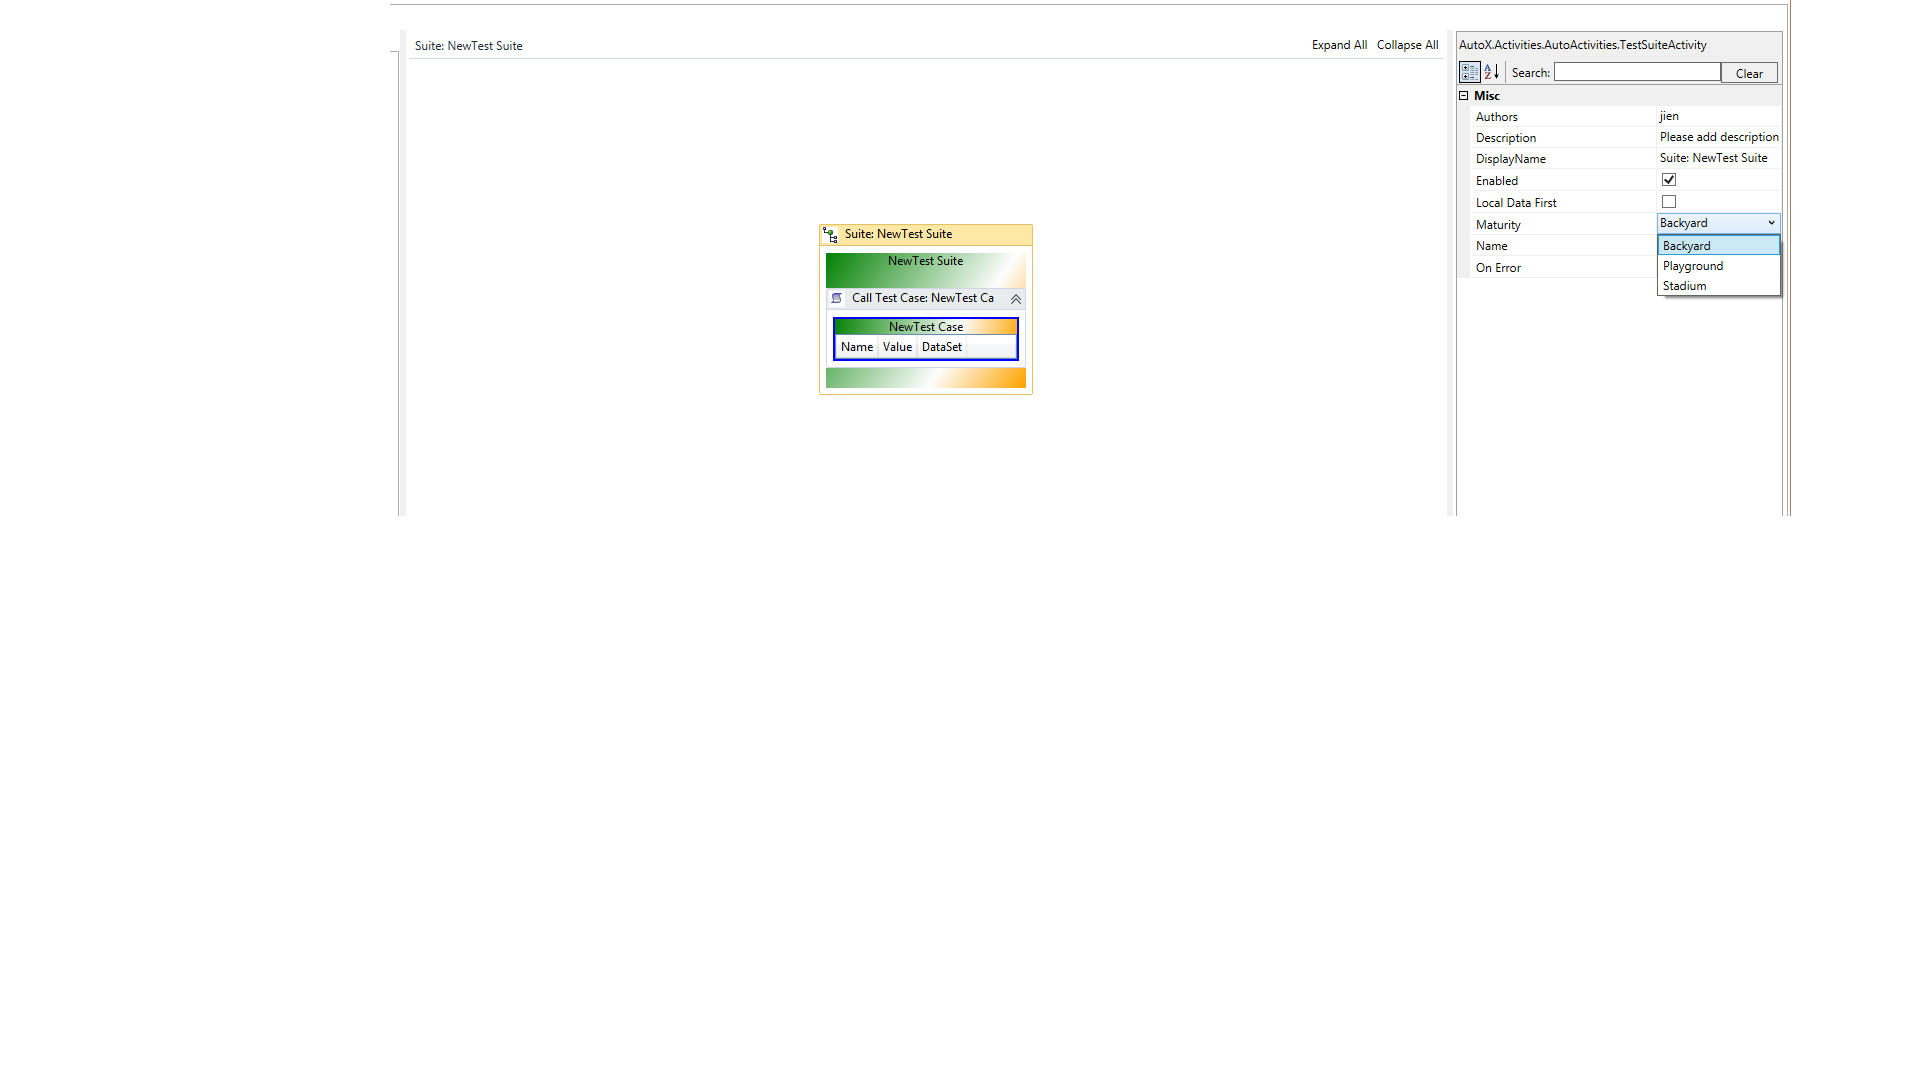 Suite: NewTest Suite
Expand All Collapse All
Suite: NewTest Suite
NewTest Suite
Call Test Case: NewTest Ca
NewTest Case
Name Value DataSet
AutoX.Activities.AutoActivities.TestSuiteActivity
Search: Clear
Misc
Authors jien
Description Please add description
DisplayName Suite: NewTest Suite
Enabled
Local Data First
Maturity Backyard
Name Backyard
Playground
On Error
Stadium